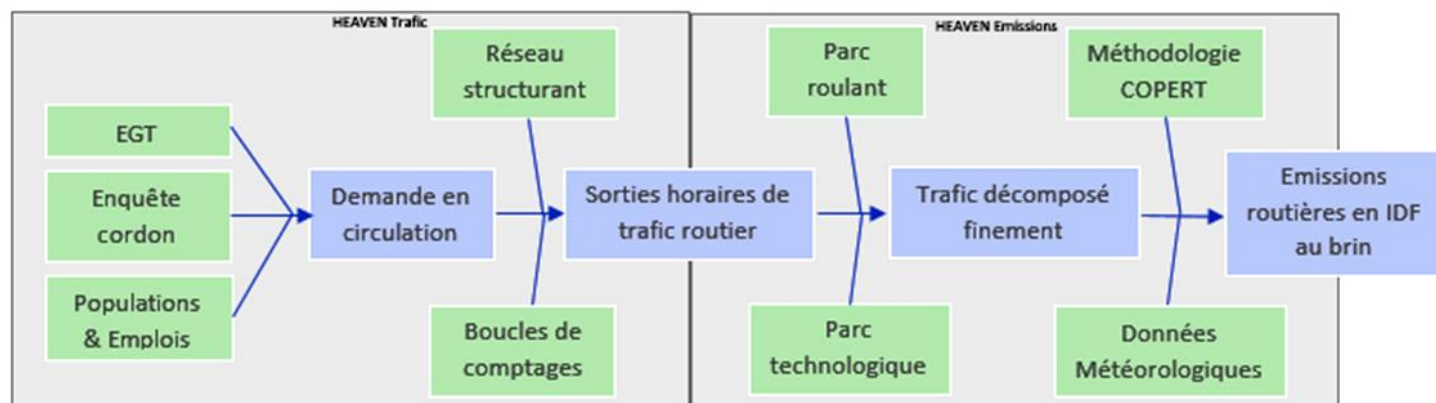 HEAVEN Trafic
HEAVEN Emissions
Réseau
structurant
Parc
roulant
Méthodologie
COPERT
EGT
Enquête
cordon
Populations
& Emplois
Demande en
circulation
Sorties horaires de
trafic routier
Trafic décomposé
finement
Emissions
routières en IDF
au brin
Boucles de
comptages
Parc
technologique
Données
Météorologiques